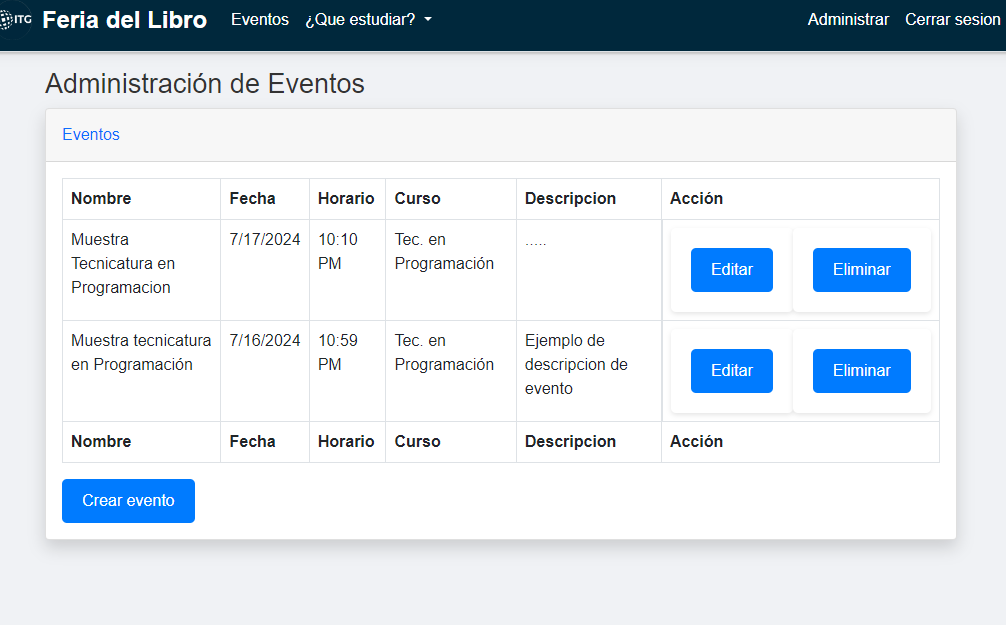 ITG Feria del Libro Eventos ¿Que estudiar? Administrar Cerrar sesion
Administración de Eventos
Eventos
Nombre Fecha Horario Curso Descripcion Acción
Muestra 7/17/2024 10:10 Tec. en ..... Editar Eliminar
Tecnicatura en PM Programación
Programacion
Muestra tecnicatura 7/16/2024 10:59 Tec. en Ejemplo de Editar Eliminar
en Programación PM Programación descripcion de
evento
Nombre Fecha Horario Curso Descripcion Acción
Crear evento